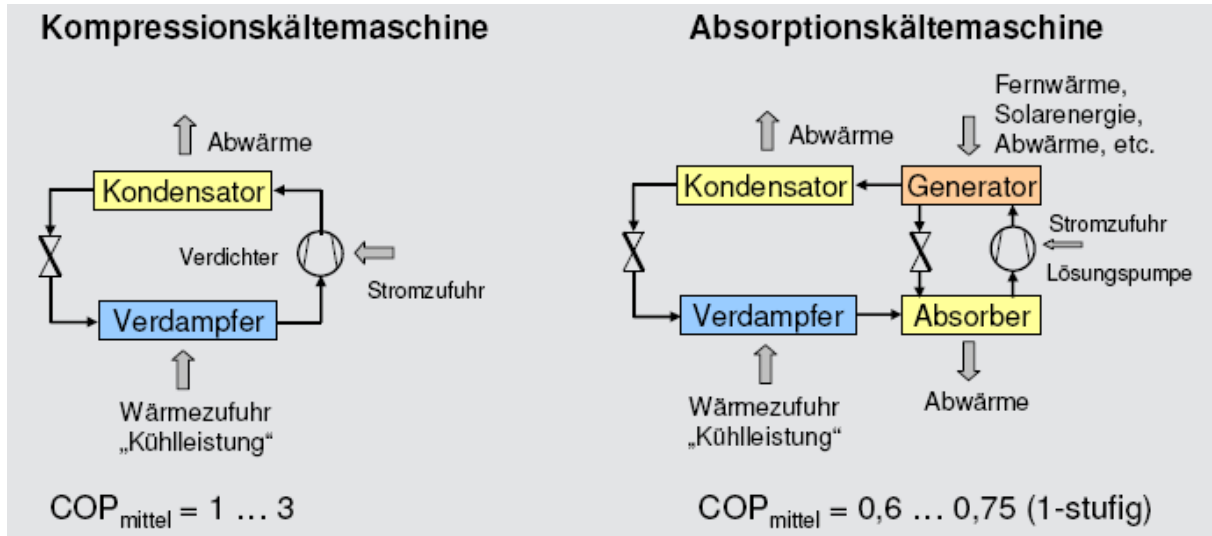 Kompressionskältemaschine
Abwärme
Kondensator
Verdichter
Stromzufuhr
Verdampfer
Wärmezufuhr
„Kühlleistung“
COPmittel = 1 … 3
Absorptionskältemaschine
Fernwärme,
Solarenergie,
Abwärme, etc.
Abwärme
Kondensator
Generator
Stromzufuhr
Lösungspumpe
Verdampfer
Absorber
Wärmezufuhr
„Kühlleistung“
Abwärme
COPmittel = 0,6 … 0,75 (1-stufig)